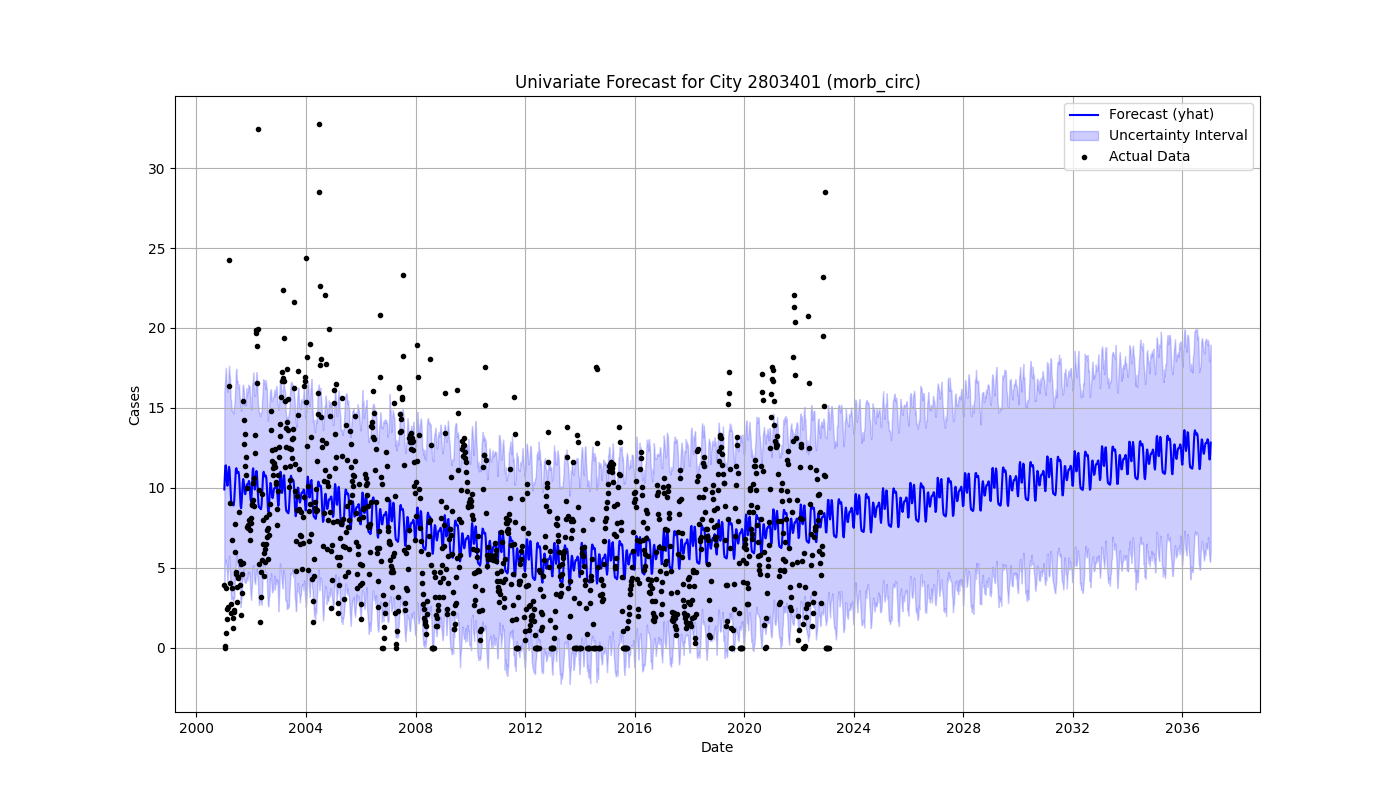 Univariate Forecast for City 2803401 (morb_circ)
Forecast (yhat)
Uncertainty Interval
Actual Data
Cases
30
25
20
15
10
5
0
2000 2004 2008 2012 2016 2020 2024 2028 2032 2036
Date